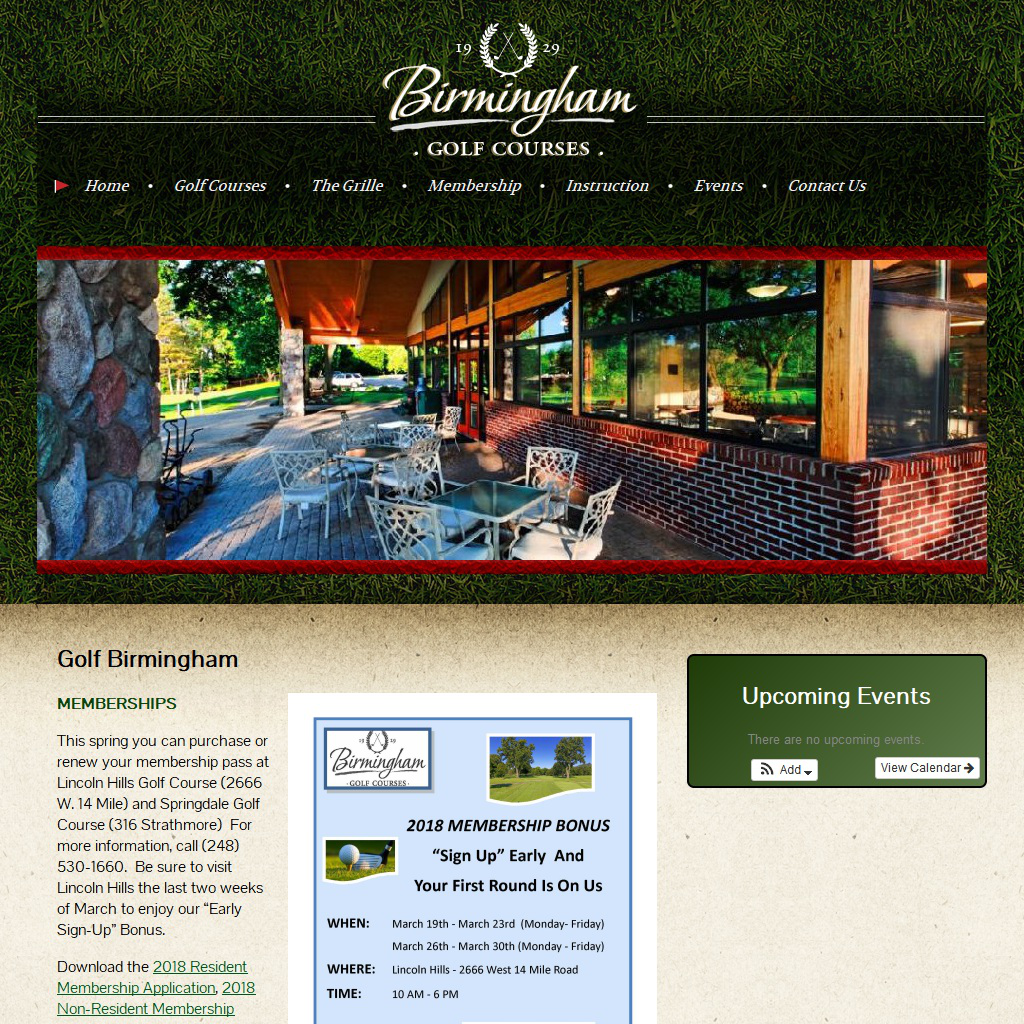 19 29
Birmingham
. GOLF COURSES .
Home • Golf Courses • The Grille • Membership • Instruction • Events • Contact Us
Golf Birmingham
MEMBERSHIPS
This spring you can purchase or
renew your membership pass at
Lincoln Hills Golf Course (2666
W. 14 Mile) and Springdale Golf
Course (316 Strathmore) For
more information, call (248)
530-1660. Be sure to visit
Lincoln Hills the last two weeks
of March to enjoy our “Early
Sign-Up” Bonus.
Download the 2018 Resident
Membership Application, 2018
Non-Resident Membership
19 29
Birmingham
· GOLF COURSES ·
2018 MEMBERSHIP BONUS
“Sign Up” Early And
Your First Round Is On Us
WHEN: March 19th - March 23rd (Monday- Friday)
March 26th - March 30th (Monday - Friday)
WHERE: Lincoln Hills - 2666 West 14 Mile Road
TIME: 10 AM - 6 PM
Upcoming Events
There are no upcoming events.
Add
View Calendar